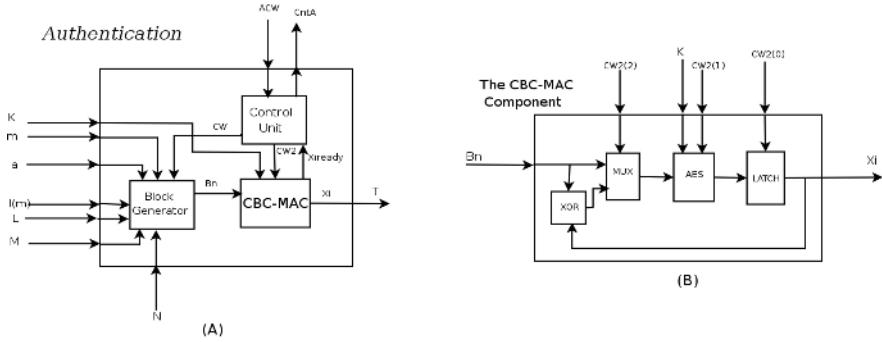 Authentication
ACW
CntA
K
m
a
l(m)
L
M
N
CW
Control
Unit
CW2
Xiready
Bn
Block
Generator
CBC-MAC
Xi
T
(A)
The CBC-MAC
Component
CW2(2)
K
CW2(1)
CW2(0)
Bn
MUX
AES
LATCH
XOR
Xi
(B)